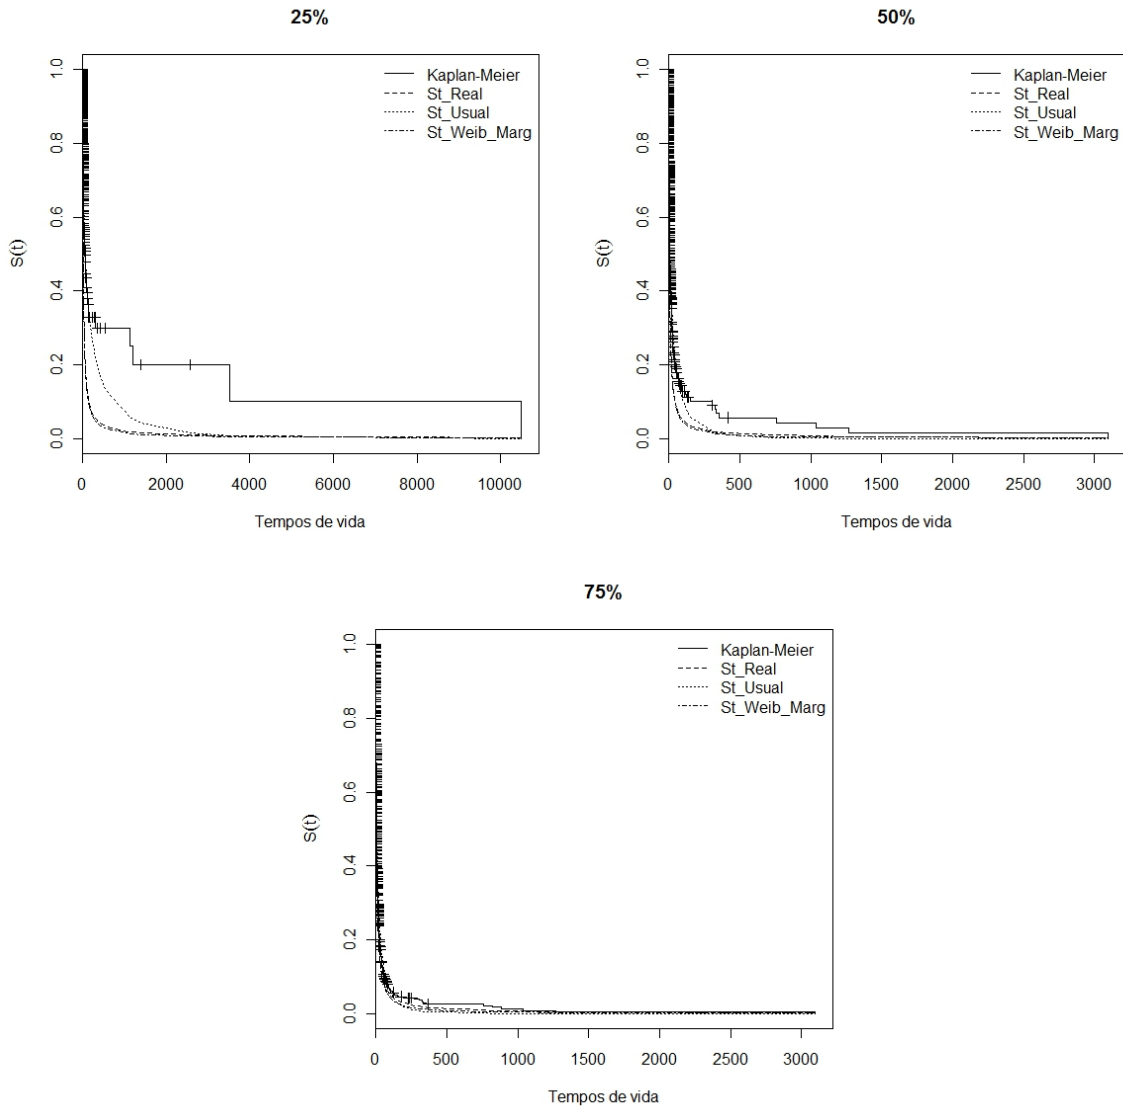 25%
S(t)
1.0
0.8
0.6
0.4
0.2
0.0
Kaplan-Meier
St_Real
St_Usual
St_Weib_Marg
0 2000 4000 6000 8000 10000
Tempos de vida
50%
S(t)
1.0
0.8
0.6
0.4
0.2
0.0
Kaplan-Meier
St_Real
St_Usual
St_Weib_Marg
0 500 1000 1500 2000 2500 3000
Tempos de vida
75%
S(t)
1.0
0.8
0.6
0.4
0.2
0.0
Kaplan-Meier
St_Real
St_Usual
St_Weib_Marg
0 500 1000 1500 2000 2500 3000
Tempos de vida